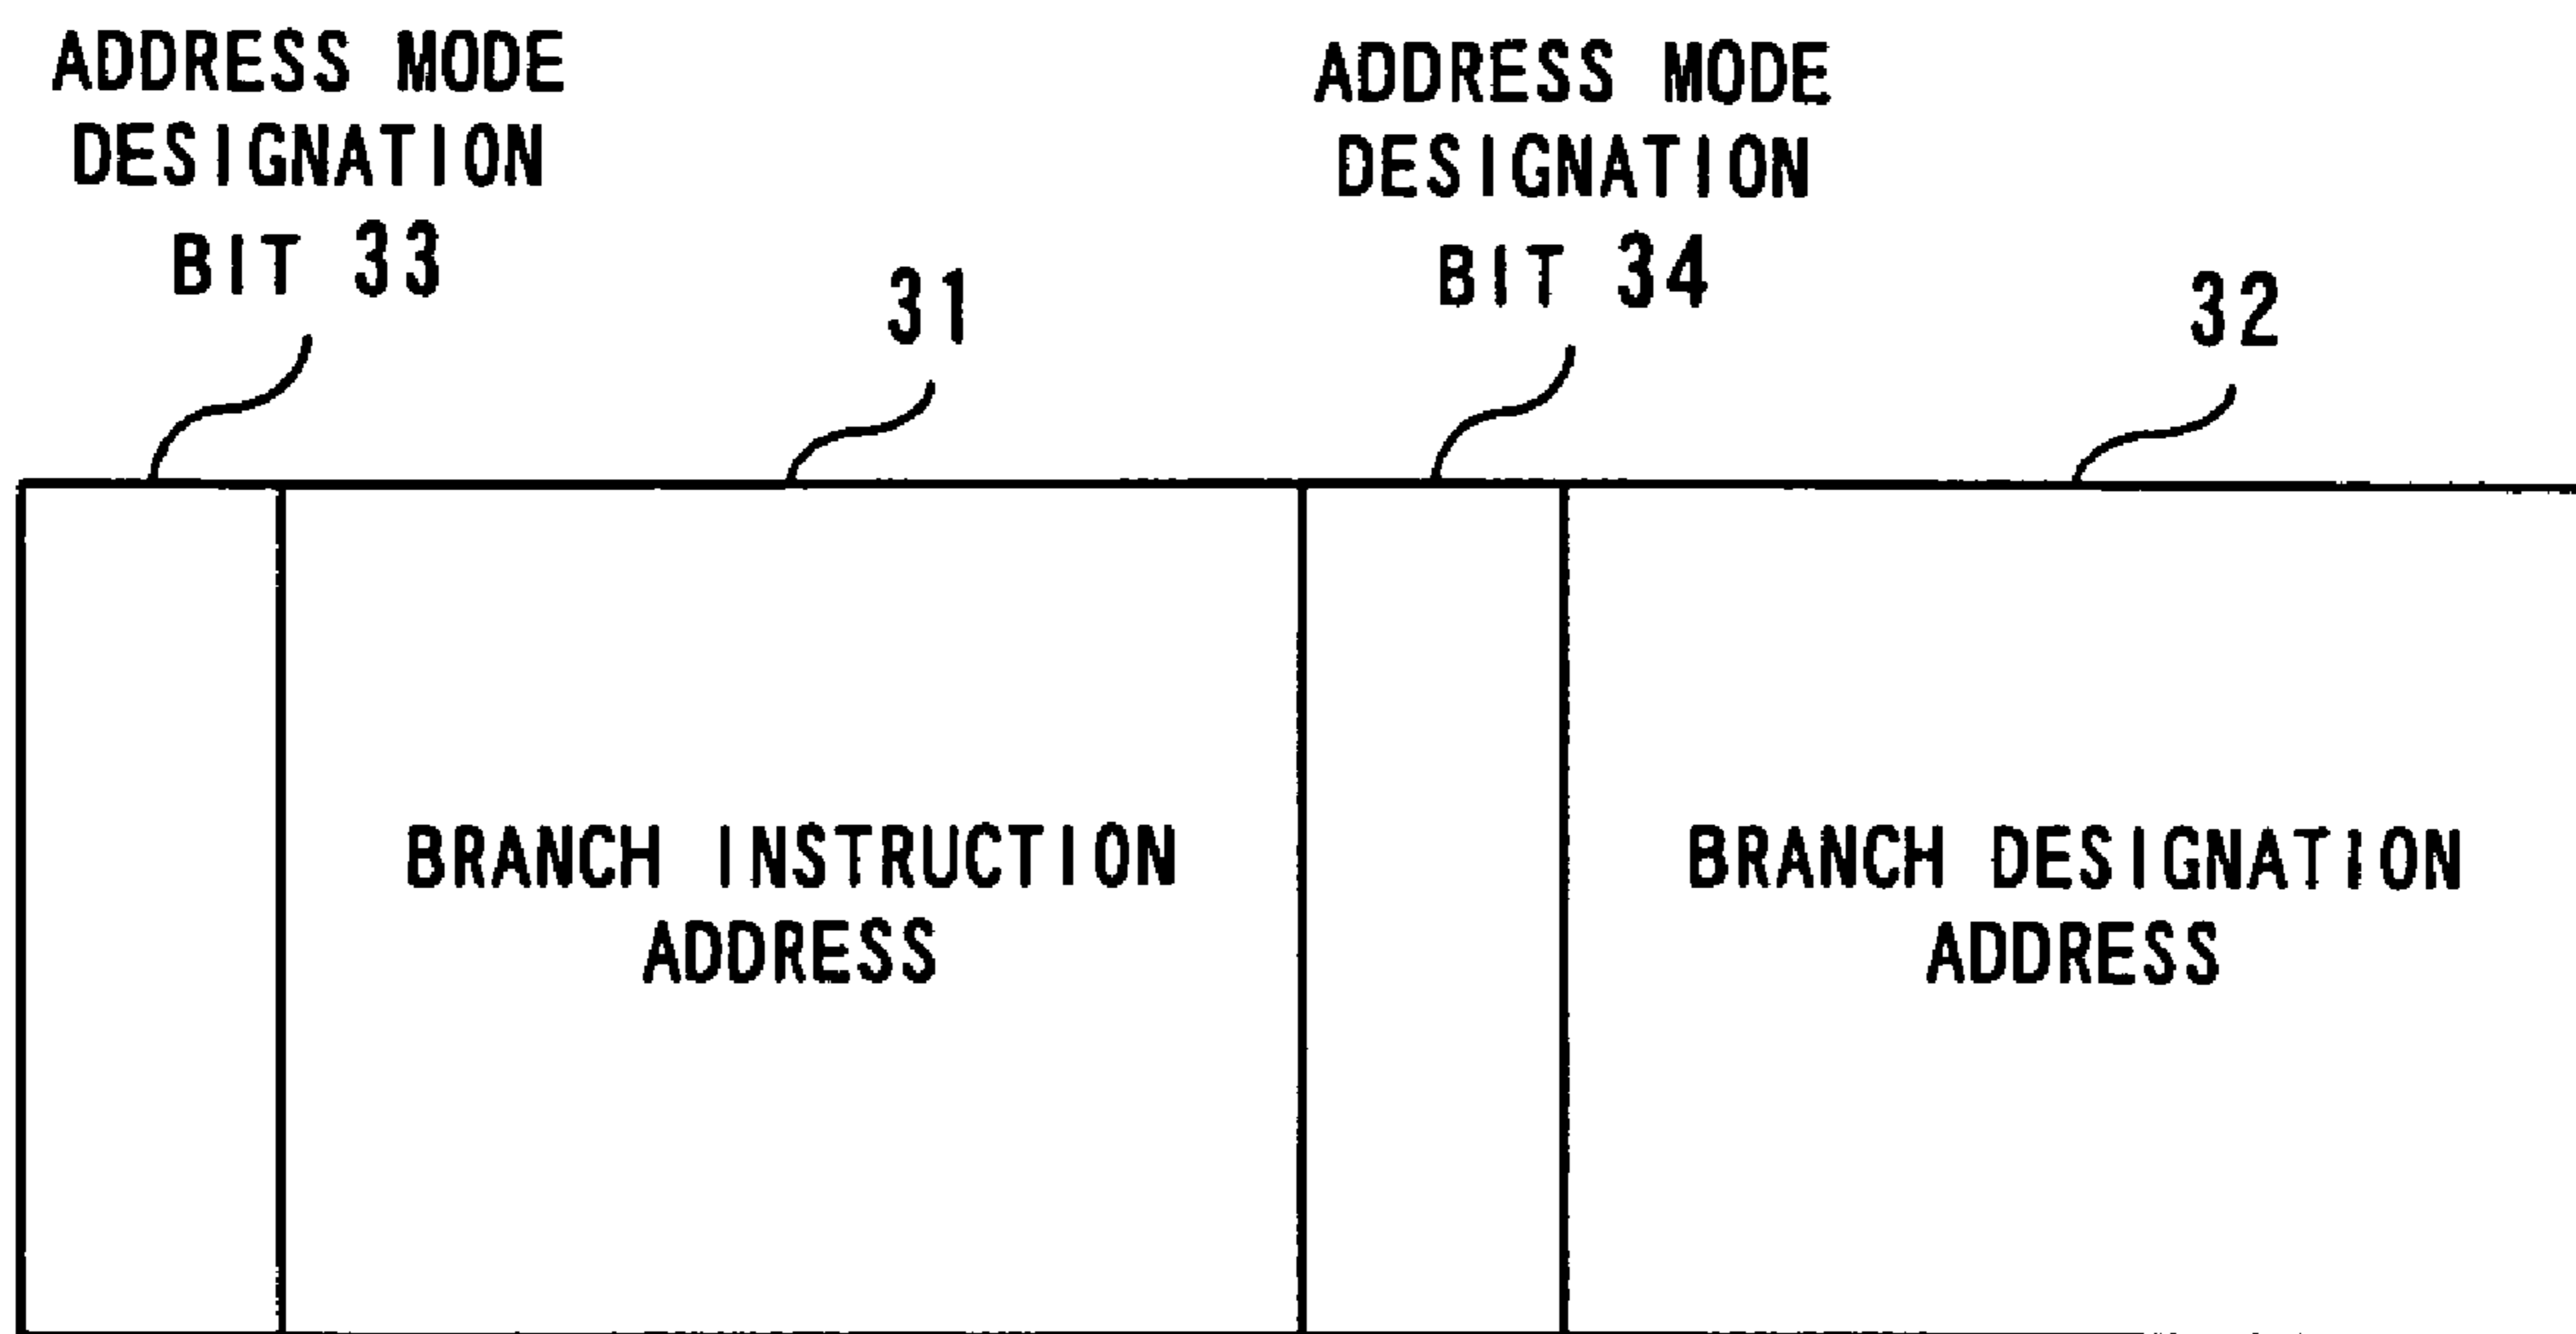 ADDRESS MODE
DESIGNATION
BIT 33
31
ADDRESS MODE
DESIGNATION
BIT 34
32
BRANCH INSTRUCTION
ADDRESS
BRANCH DESIGNATION
ADDRESS